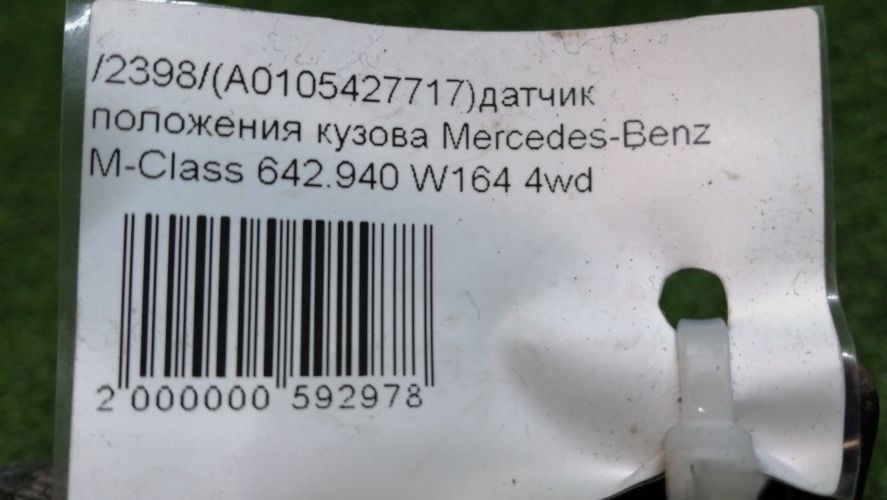 /2398/(A0105427717)датчик
положения кузова Mercedes-Benz
M-Class 642.940 W164 4wd
2 000000 592978